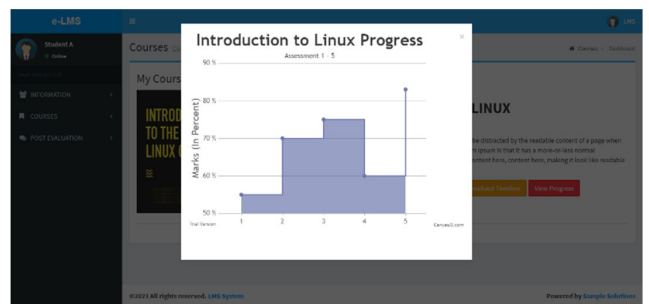 e-LMS
LMS
Student A
Online
INFORMATION
COURSES
POST EVALUATION
Courses
Courses
Dashboard
My Cours
INTROD
TO THE
LINUX
LINUX
be distracted by the readable content of a page when
ipsum is that it has a more-or-less normal
content here, content here, making it look like readable
Timeline
View Progress
Introduction to Linux Progress
×
Assessment 1 - 5
Marks (In Percent)
90 %
80 %
70 %
60 %
50 %
1
2
3
4
5
Trial Version
CanvasJS.com
©2021 All rights reserved. LMS System
Powered by Sample Solutions